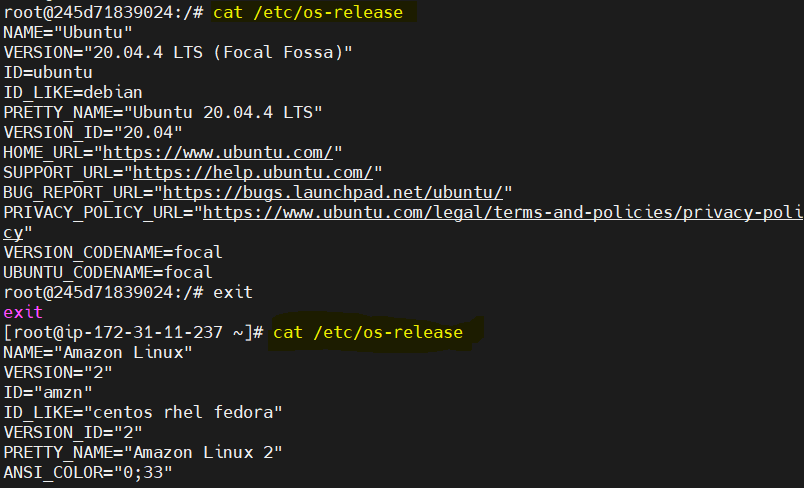 root@245d71839024:/# cat /etc/os-release
NAME="Ubuntu"
VERSION="20.04.4 LTS (Focal Fossa)"
ID=ubuntu
ID_LIKE=debian
PRETTY_NAME="Ubuntu 20.04.4 LTS"
VERSION_ID="20.04"
HOME_URL="https://www.ubuntu.com/"
SUPPORT_URL="https://help.ubuntu.com/"
BUG_REPORT_URL="https://bugs.launchpad.net/ubuntu/"
PRIVACY_POLICY_URL="https://www.ubuntu.com/legal/terms-and-policies/privacy-poli
cy"
VERSION_CODENAME=focal
UBUNTU_CODENAME=focal
root@245d71839024:/# exit
exit
[root@ip-172-31-11-237 ~]# cat /etc/os-release
NAME="Amazon Linux"
VERSION="2"
ID="amzn"
ID_LIKE="centos rhel fedora"
VERSION_ID="2"
PRETTY_NAME="Amazon Linux 2"
ANSI_COLOR="0;33"